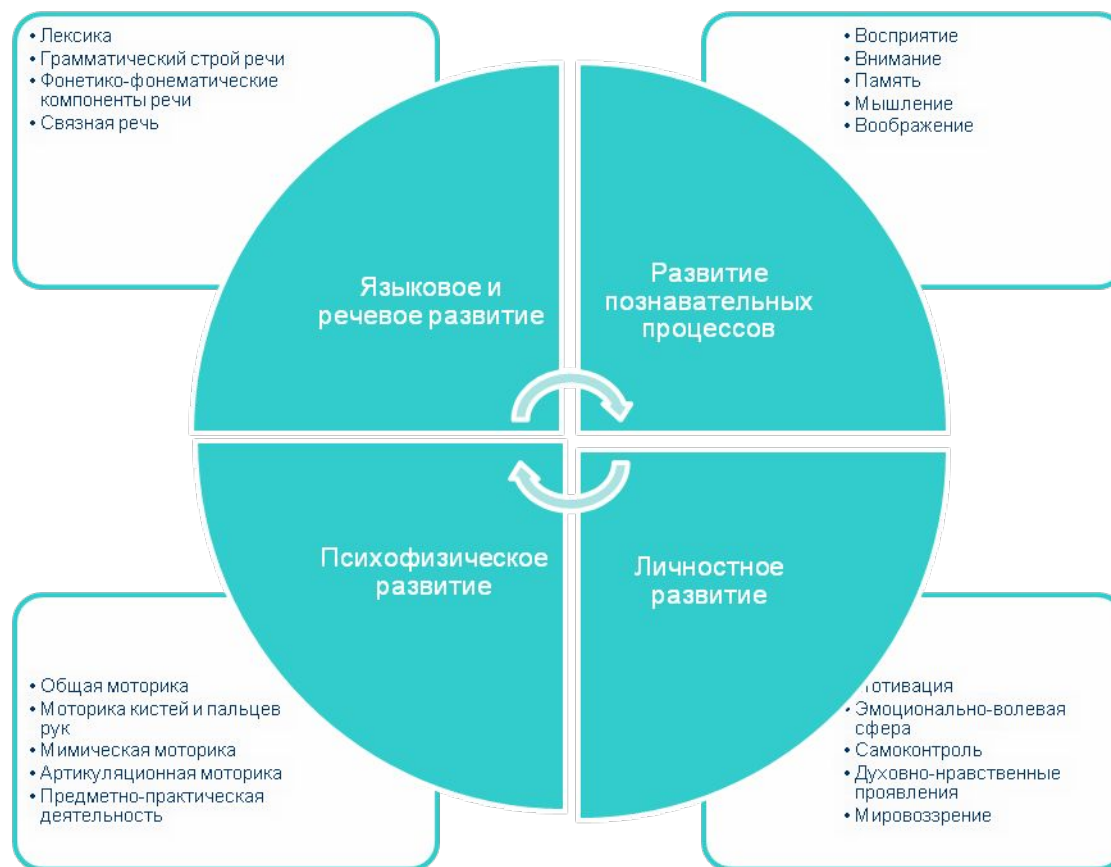 • Лексика
• Грамматический строй речи
• Фонетико-фонематические
компоненты речи
• Связная речь
• Восприятие
• Внимание
• Память
• Мышление
• Воображение
Языковое и
речевое развитие
Развитие
познавательных
процессов
Психофизическое
развитие
Личностное
развитие
• Общая моторика
• Моторика кистей и пальцев
рук
• Мимическая моторика
• Артикуляционная моторика
• Предметно-практическая
деятельность
Мотивация
• Эмоционально-волевая
сфера
• Самоконтроль
• Духовно-нравственные
проявления
• Мировоззрение